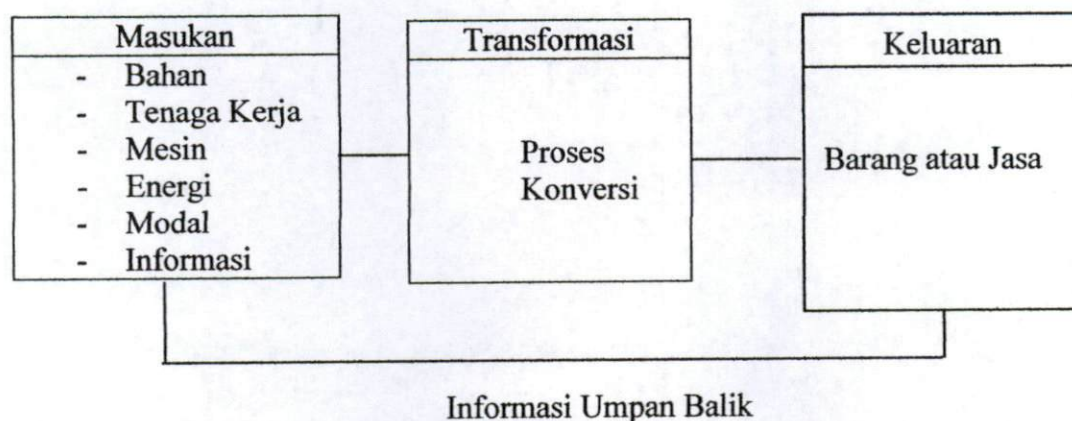 Masukan
- Bahan
- Tenaga Kerja
- Mesin
- Energi
- Modal
- Informasi
Transformasi
Proses
Konversi
Keluaran
Barang atau Jasa
Informasi Umpan Balik